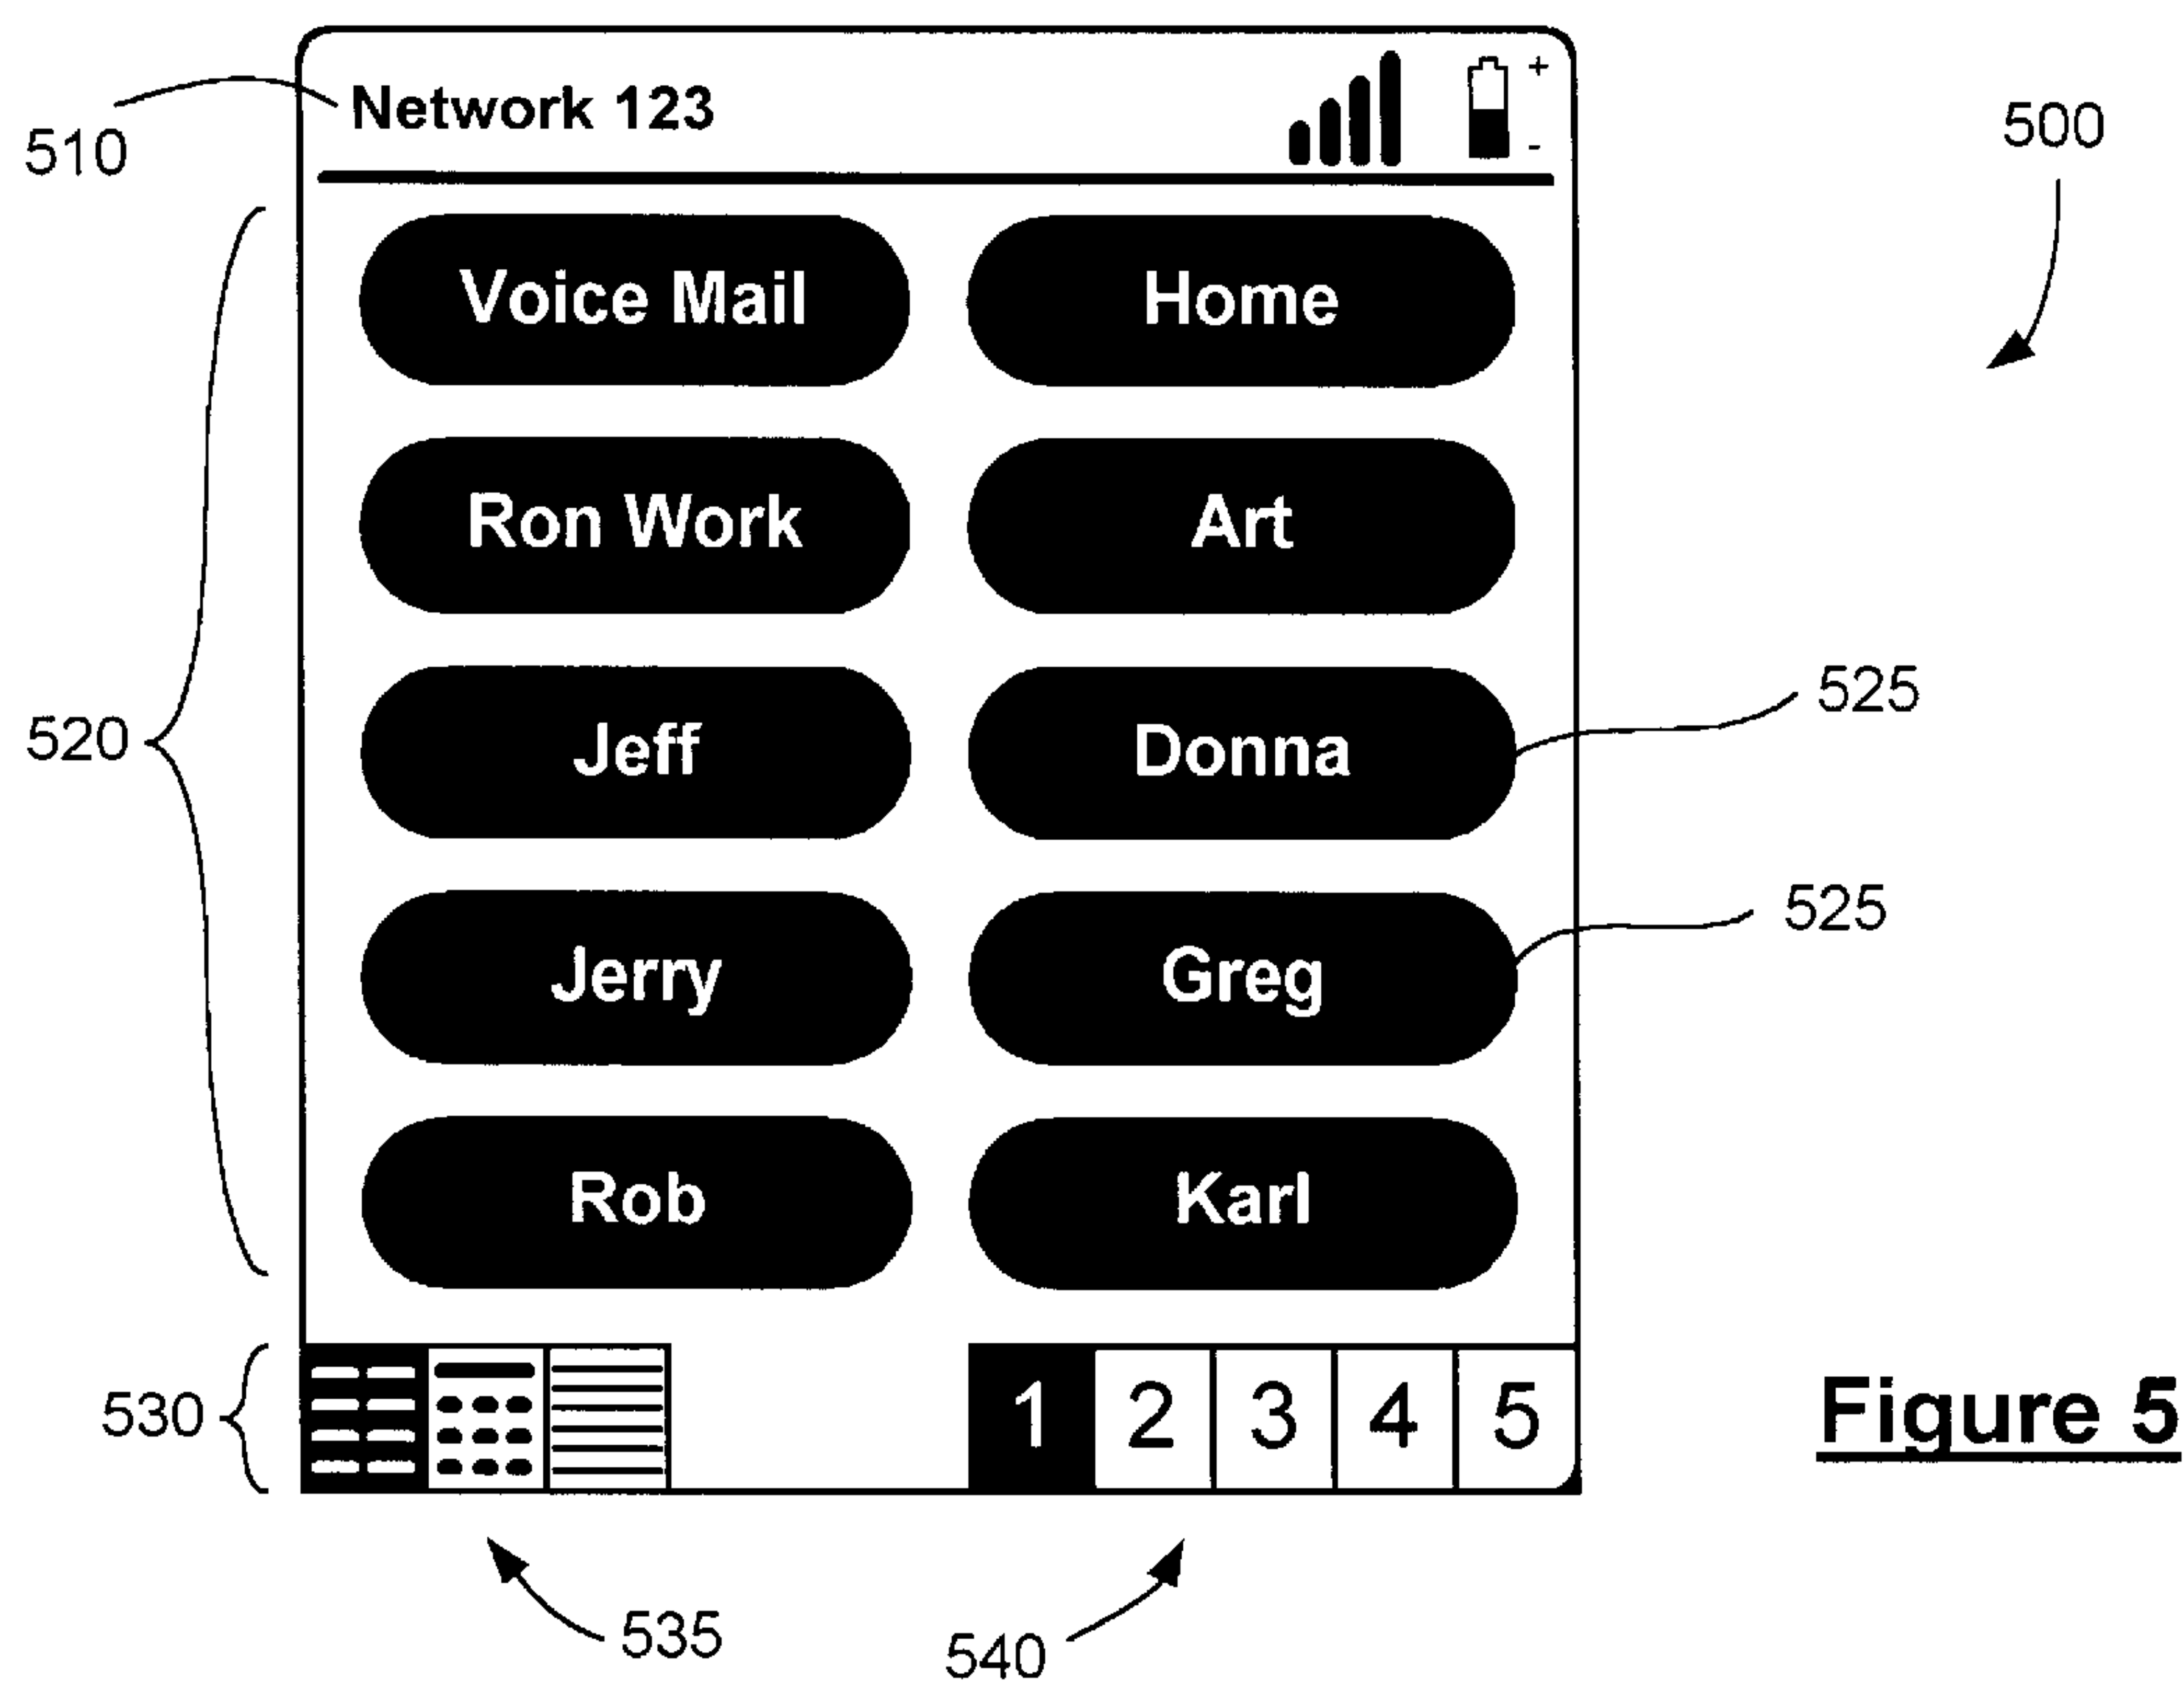 Network 123 + -
510
500
Voice Mail Home
Ron Work Art
525
520
Jeff Donna
525
Jerry Greg
Rob Karl
530
1 2 3 4 5
Figure 5
535
540